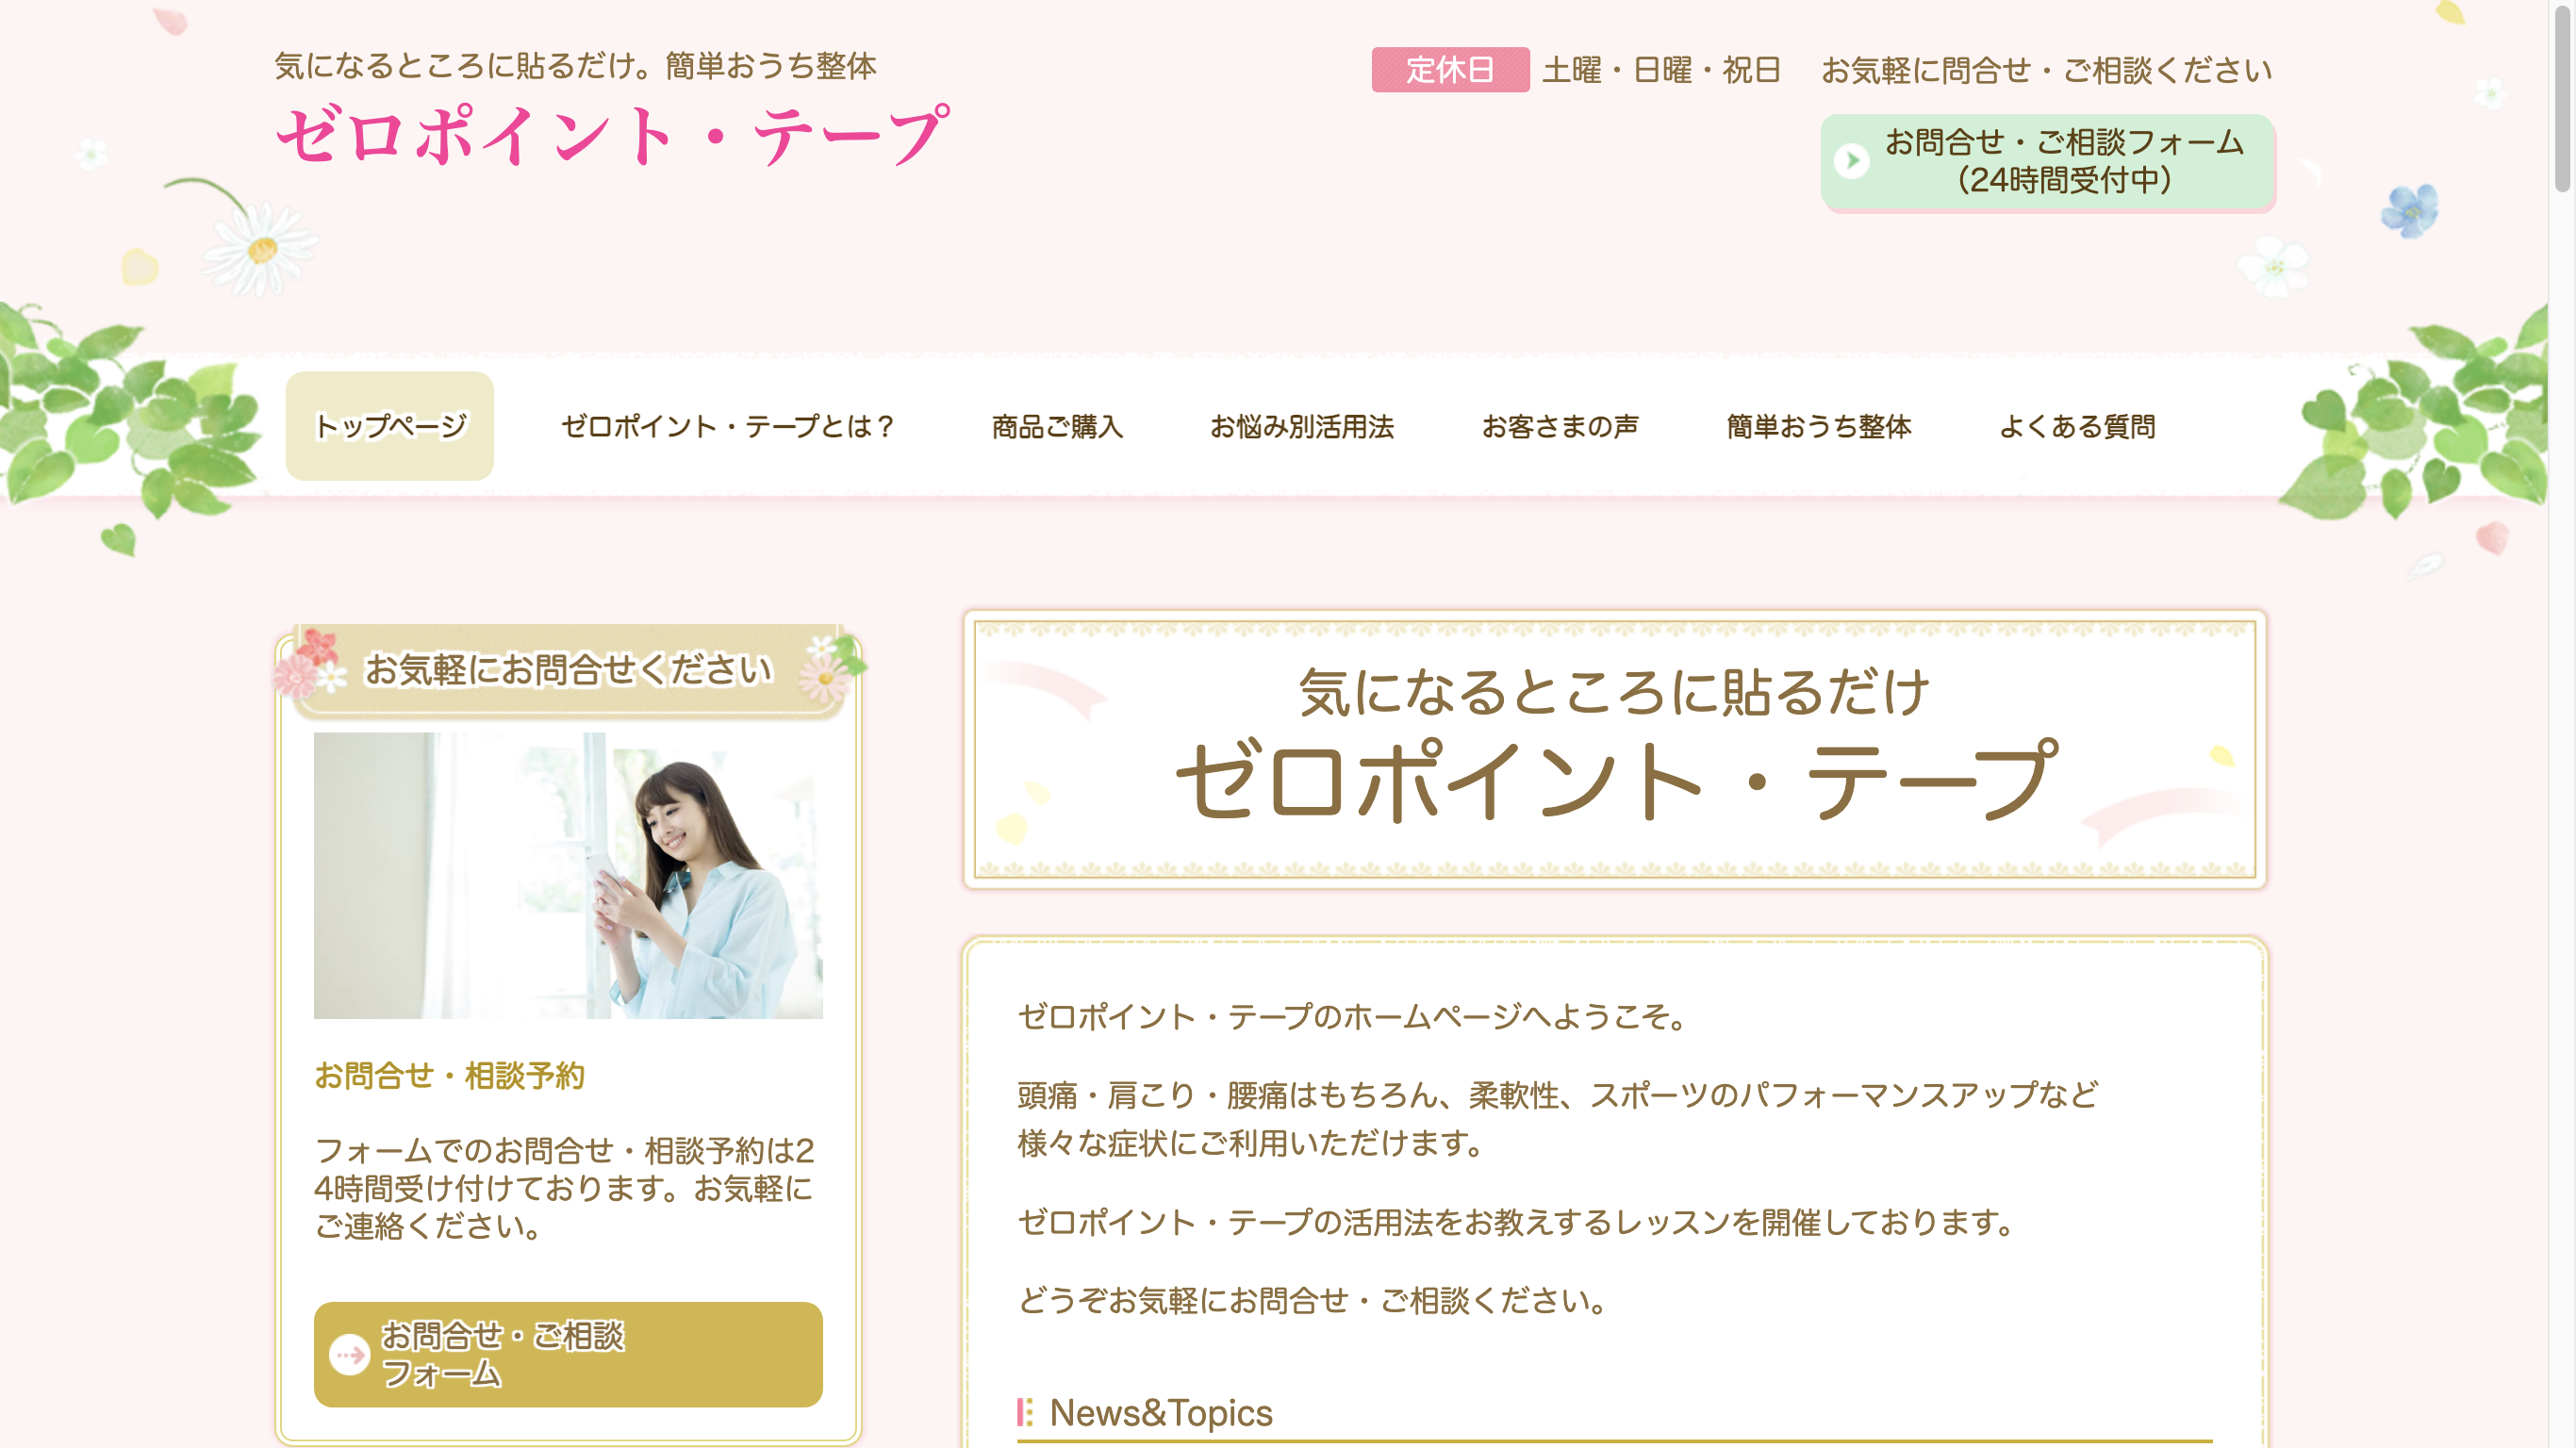 気になるところに貼るだけ。簡単おうち整体
ゼロポイント・テープ
定休日 土曜・日曜・祝日
お気軽に問合せ・ご相談ください
お問合せ・ご相談フォーム
（24時間受付中）
トップページ
ゼロポイント・テープとは？
商品ご購入
お悩み別活用法
お客さまの声
簡単おうち整体
よくある質問
お気軽にお問合せください
お問合せ・相談予約
フォームでのお問合せ・相談予約は2
4時間受け付けております。お気軽に
ご連絡ください。
お問合せ・ご相談
フォーム
気になるところに貼るだけ
ゼロポイント・テープ
ゼロポイント・テープのホームページへようこそ。
頭痛・肩こり・腰痛はもちろん、柔軟性、スポーツのパフォーマンスアップなど
様々な症状にご利用いただけます。
ゼロポイント・テープの活用法をお教えするレッスンを開催しております。
どうぞお気軽にお問合せ・ご相談ください。
News&Topics